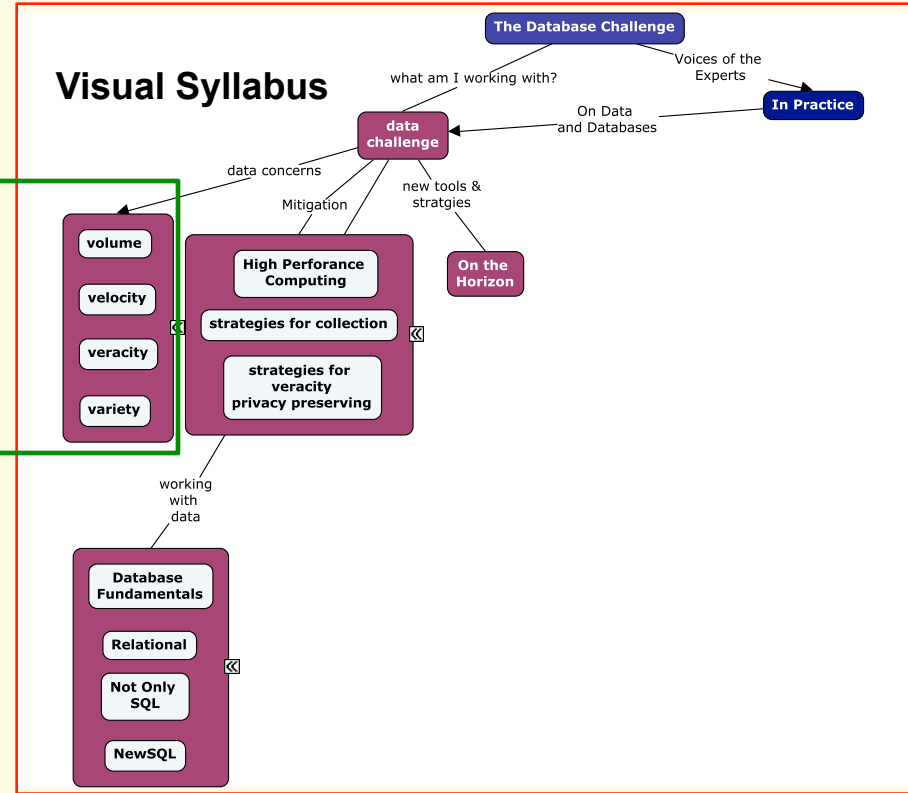 The Database Challenge
Visual Syllabus
what am I working with?
Voices of the
Experts
In Practice
On Data
and Databases
data
challenge
data concerns
Mitigation
new tools &
stratgies
On the
Horizon
volume
velocity
veracity
variety
High Perforance
Computing
strategies for collection
strategies for
veracity
privacy preserving
working
with
data
Database
Fundamentals
Relational
Not Only
SQL
NewSQL